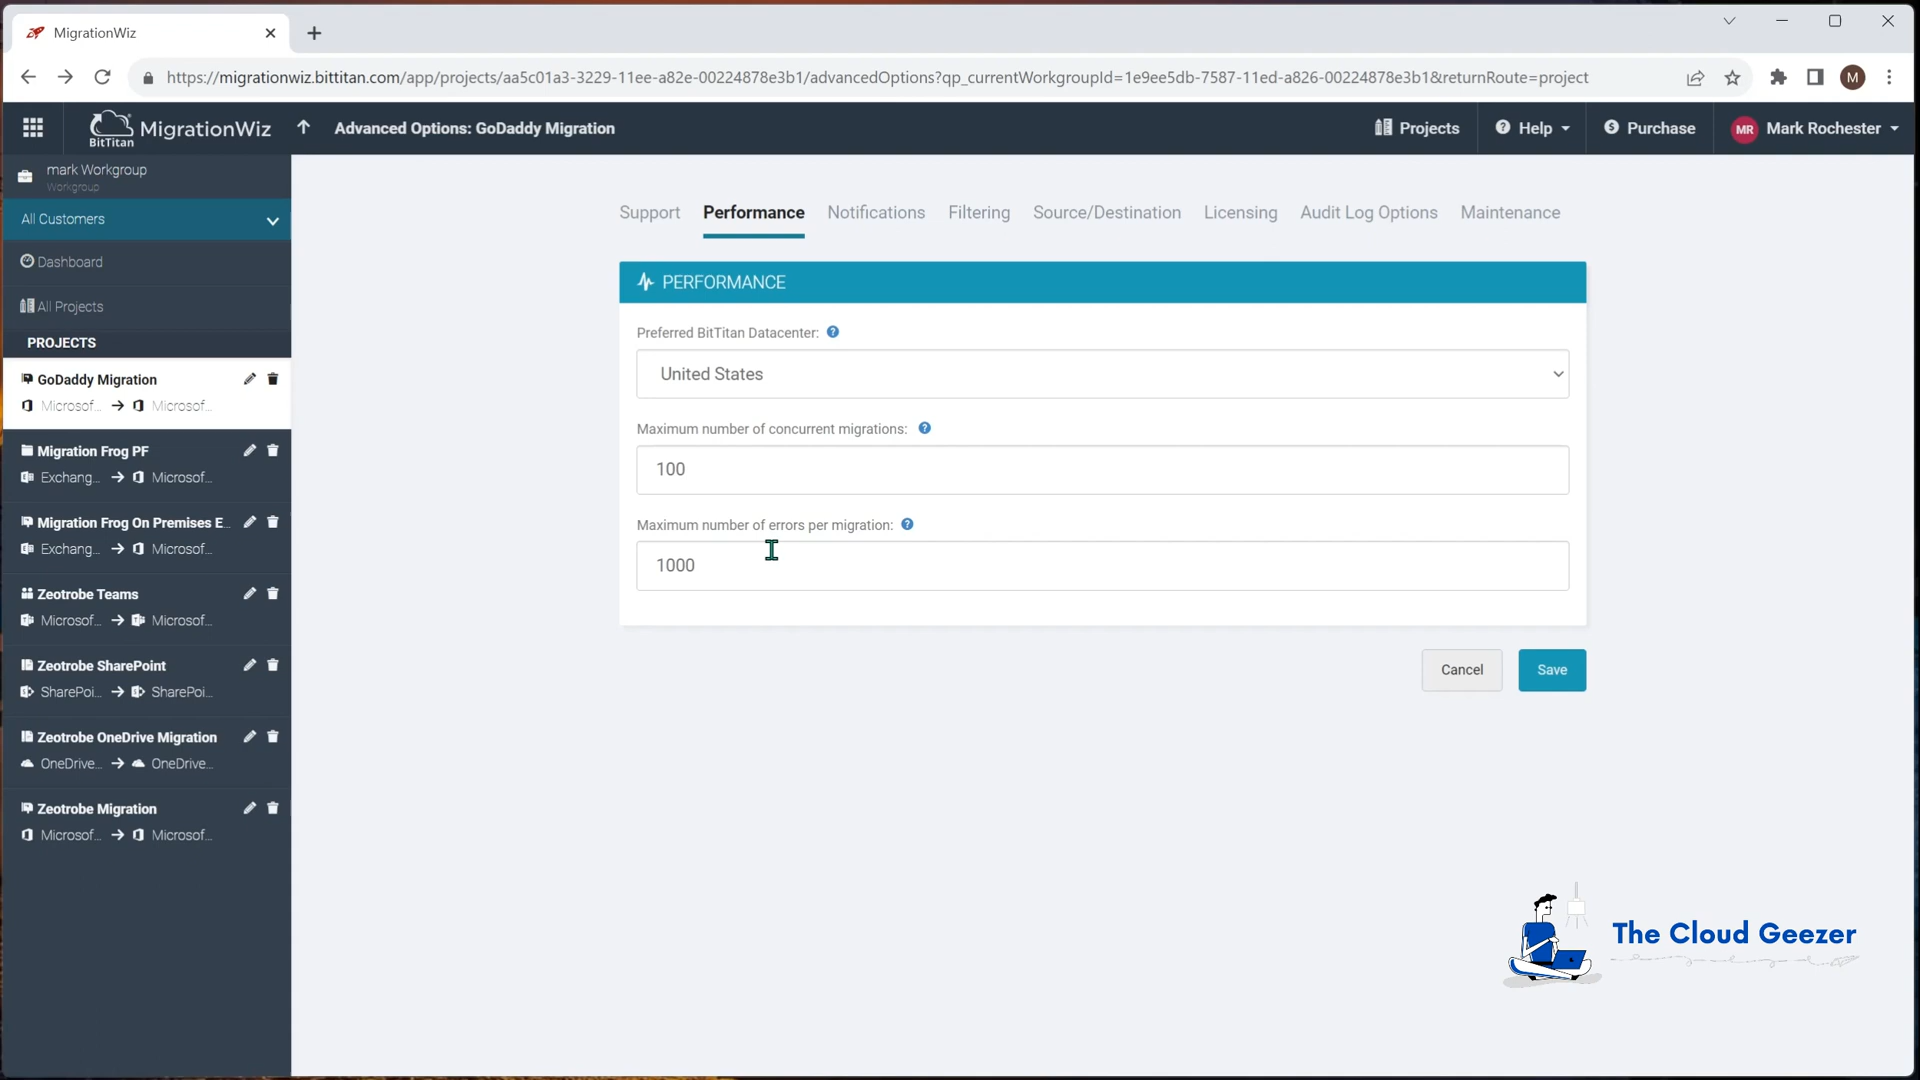 MigrationWiz
https://migrationwiz.bittitan.com/app/projects/aa5c01a3-3229-11ee-a82e-00224878e3b1/advancedOptions?qp_currentWorkgroupId=1e9ee5db-7587-11ed-a826-00224878e3b1&returnRoute=project
M
BitTitan MigrationWiz
Advanced Options: GoDaddy Migration
Projects
Help
Purchase
MR Mark Rochester
mark Workgroup
Workgroup
All Customers
Dashboard
All Projects
PROJECTS
GoDaddy Migration
Microsof... Microsof...
Migration Frog PF
Exchang... Microsof...
Migration Frog On Premises E...
Exchang... Microsof...
Zeotrobe Teams
Microsof... Microsof...
Zeotrobe SharePoint
SharePoi... SharePoi...
Zeotrobe OneDrive Migration
OneDrive... OneDrive...
Zeotrobe Migration
Microsof... Microsof...
Support Performance Notifications Filtering Source/Destination Licensing Audit Log Options Maintenance
PERFORMANCE
Preferred BitTitan Datacenter:
United States
Maximum number of concurrent migrations:
100
Maximum number of errors per migration:
1000
Cancel Save
The Cloud Geezer